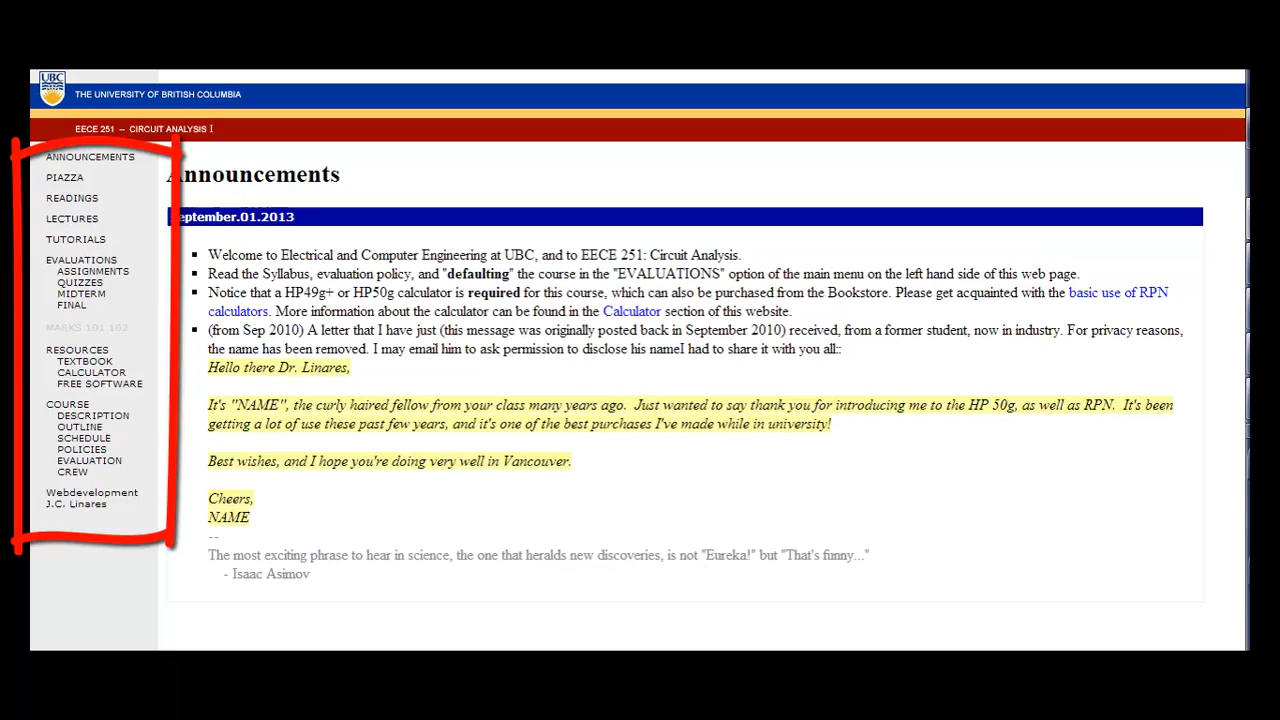 UBC
THE UNIVERSITY OF BRITISH COLUMBIA
EECE 251 -- CIRCUIT ANALYSIS I
ANNOUNCEMENTS
PIAZZA
READINGS
LECTURES
TUTORIALS
EVALUATIONS
ASSIGNMENTS
QUIZZES
MIDTERM
FINAL
MARKS 101 102
RESOURCES
TEXTBOOK
CALCULATOR
FREE SOFTWARE
COURSE
DESCRIPTION
OUTLINE
SCHEDULE
POLICIES
EVALUATION
CREW
Webdevelopment
J.C. Linares
Announcements
September.01.2013
Welcome to Electrical and Computer Engineering at UBC, and to EECE 251: Circuit Analysis.
Read the Syllabus, evaluation policy, and "defaulting" the course in the "EVALUATIONS" option of the main menu on the left hand side of this web page.
Notice that a HP49g+ or HP50g calculator is required for this course, which can also be purchased from the Bookstore. Please get acquainted with the basic use of RPN
calculators. More information about the calculator can be found in the Calculator section of this website.
(from Sep 2010) A letter that I have just (this message was originally posted back in September 2010) received, from a former student, now in industry. For privacy reasons,
the name has been removed. I may email him to ask permission to disclose his nameI had to share it with you all::
Hello there Dr. Linares,
It's "NAME", the curly haired fellow from your class many years ago. Just wanted to say thank you for introducing me to the HP 50g, as well as RPN. It's been
getting a lot of use these past few years, and it's one of the best purchases I've made while in university!
Best wishes, and I hope you're doing very well in Vancouver.
Cheers,
NAME
--
The most exciting phrase to hear in science, the one that heralds new discoveries, is not "Eureka!" but "That's funny..."
- Isaac Asimov